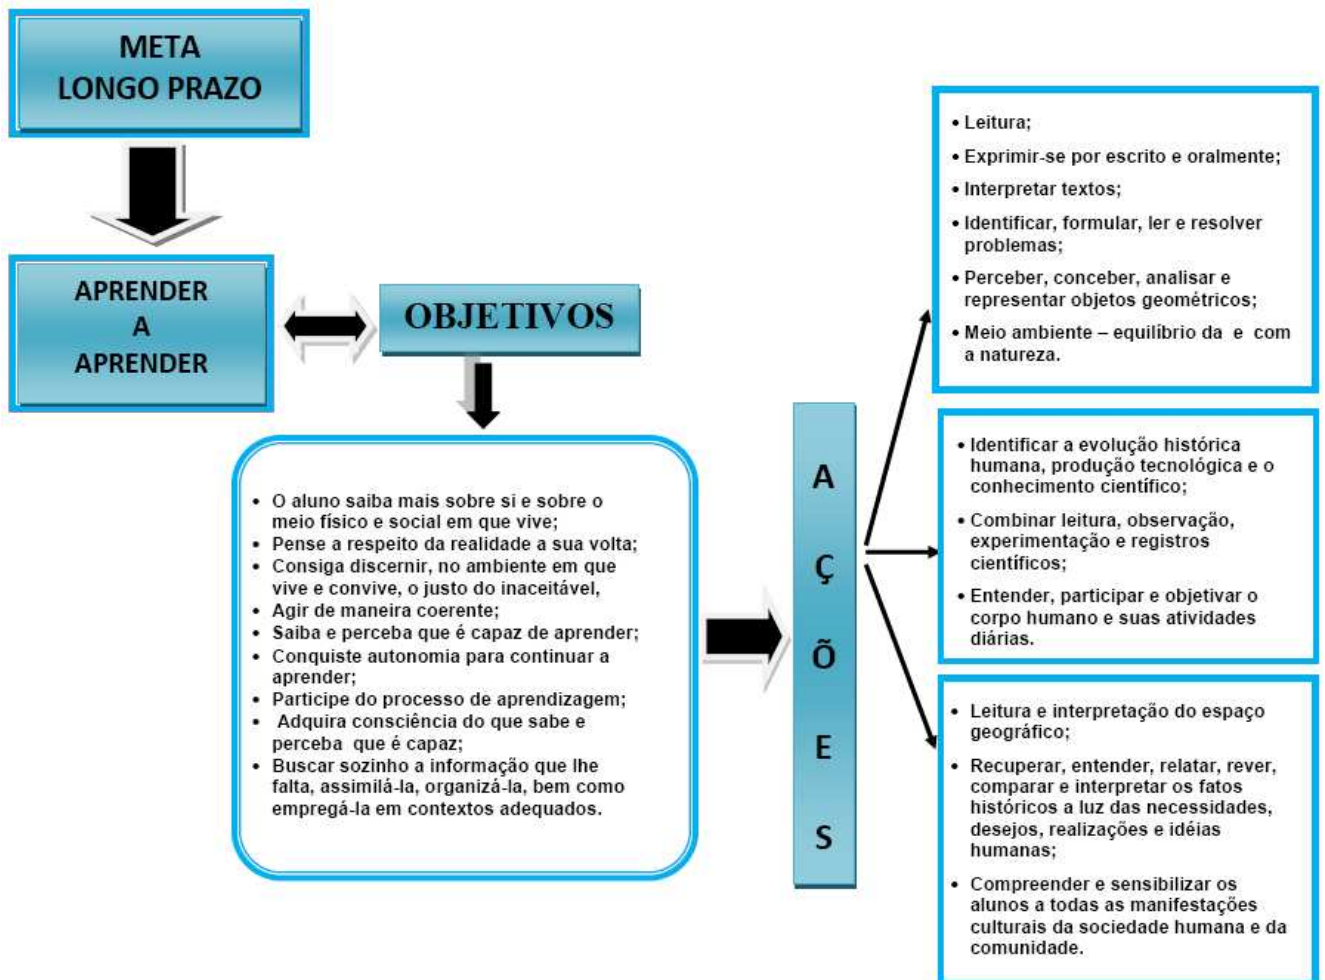 META
LONGO PRAZO
APRENDER
A
APRENDER
OBJETIVOS
• O aluno saiba mais sobre si e sobre o
meio físico e social em que vive;
• Pense a respeito da realidade a sua volta;
• Consiga discernir, no ambiente em que
vive e convive, o justo do inaceitável,
• Agir de maneira coerente;
• Saiba e perceba que é capaz de aprender;
• Conquiste autonomia para continuar a
aprender;
• Participe do processo de aprendizagem;
• Adquira consciência do que sabe e
perceba que é capaz;
• Buscar sozinho a informação que lhe
falta, assimilá-la, organizá-la, bem como
empregá-la em contextos adequados.
A
Ç
Õ
E
S
• Leitura;
• Exprimir-se por escrito e oralmente;
• Interpretar textos;
• Identificar, formular, ler e resolver
problemas;
• Perceber, conceber, analisar e
representar objetos geométricos;
• Meio ambiente – equilíbrio da e com
a natureza.
• Identificar a evolução histórica
humana, produção tecnológica e o
conhecimento científico;
• Combinar leitura, observação,
experimentação e registros
científicos;
• Entender, participar e objetivar o
corpo humano e suas atividades
diárias.
• Leitura e interpretação do espaço
geográfico;
• Recuperar, entender, relatar, rever,
comparar e interpretar os fatos
históricos a luz das necessidades,
desejos, realizações e idéias
humanas;
• Compreender e sensibilizar os
alunos a todas as manifestações
culturais da sociedade humana e da
comunidade.